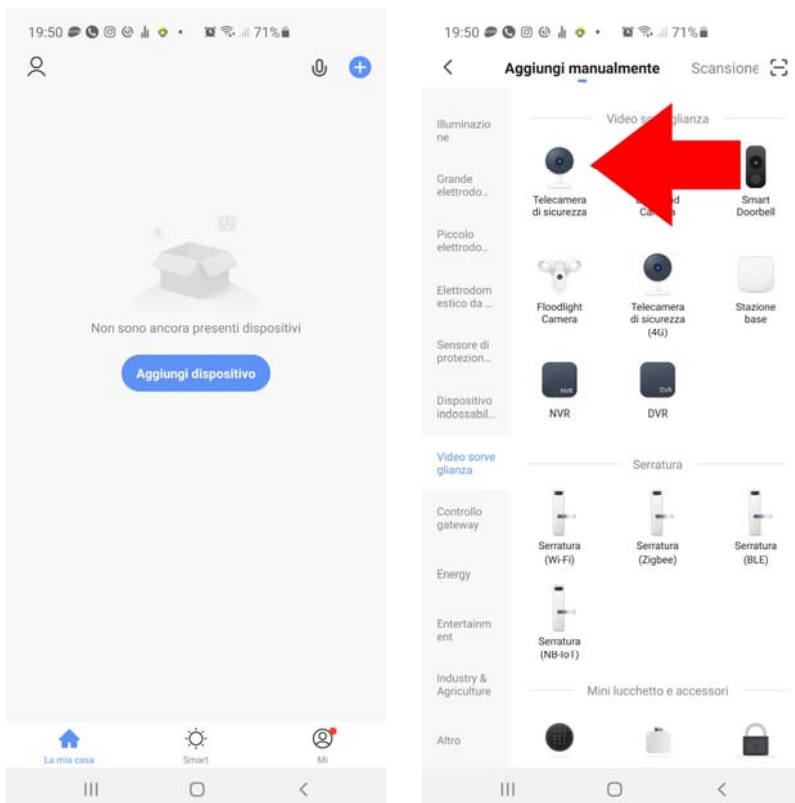 19:50
71%
Non sono ancora presenti dispositivi
Aggiungi dispositivo
La mia casa
Smart
Mi
19:50
71%
Aggiungi manualmente
Scansione
Illuminazio
ne
Grande
elettrodo...
Piccolo
elettrodo...
Elettrodom
estico da ...
Sensore di
protezion...
Dispositivo
indossabil...
Video sorve
glianza
Controllo
gateway
Energy
Entertainm
ent
Industry &
Agriculture
Altro
Video so glianza
Telecamera
di sicurezza
d
Ca a
Smart
Doorbell
Floodlight
Camera
Telecamera
di sicurezza
(4G)
Stazione
base
NVR
NVR
DVR
DVR
Serratura
Serratura
(Wi-Fi)
Serratura
(Zigbee)
Serratura
(BLE)
Serratura
(NB-IoT)
Mini lucchetto e accessori